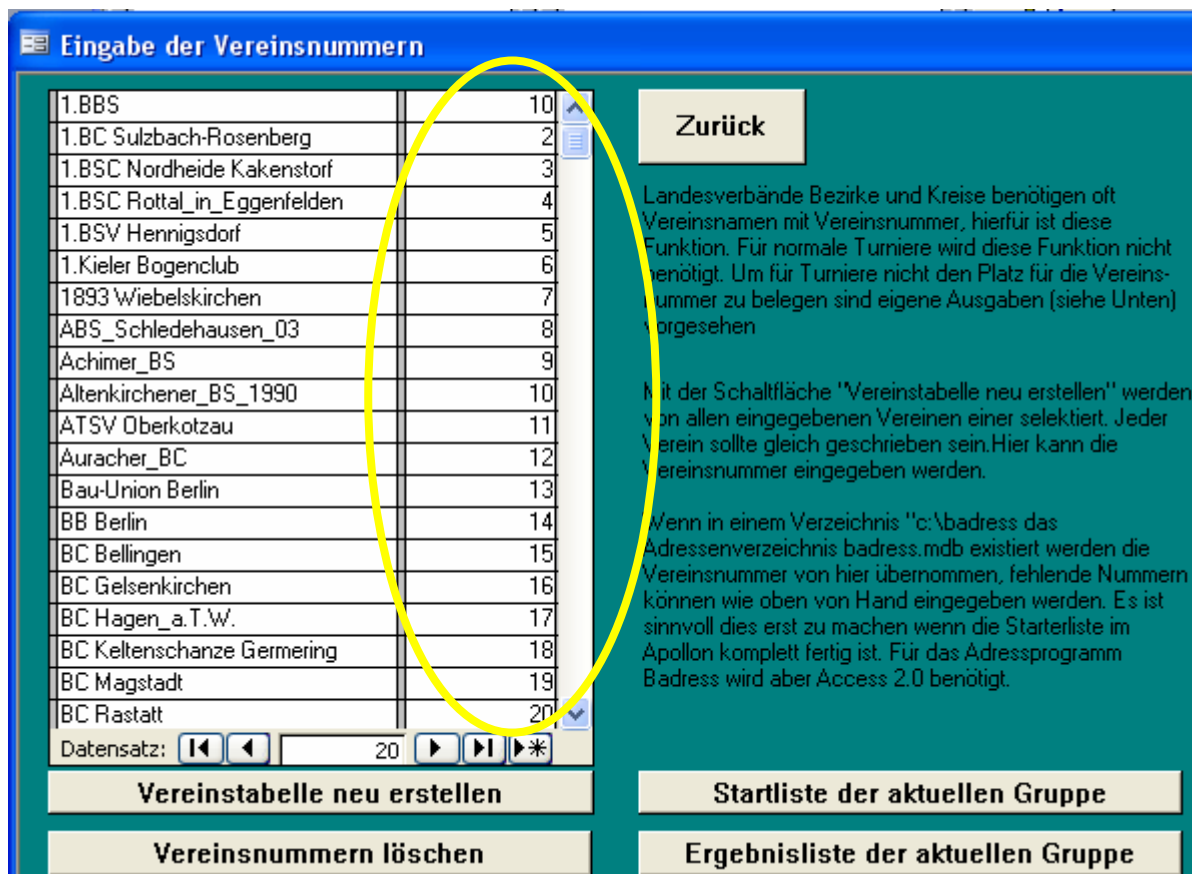 Eingabe der Vereinsnummern
1.BBS 10
1.BC Sulzbach-Rosenberg 2
1.BSC Nordheide Kakenstorf 3
1.BSC Rottal_in_Eggenfelden 4
1.BSV Hennigsdorf 5
1.Kieler Bogenclub 6
1893 Wiebelskirchen 7
ABS_Schledehausen_03 8
Achimer_BS 9
Altenkirchener_BS_1990 10
ATSV Oberkotzau 11
Auracher_BC 12
Bau-Union Berlin 13
BB Berlin 14
BC Bellingen 15
BC Gelsenkirchen 16
BC Hagen_a.T.W. 17
BC Keltenschanze Germering 18
BC Magstadt 19
BC Rastatt 20
Datensatz: 20
Vereinstabelle neu erstellen
Vereinsnummern löschen
Zurück
Landesverbände Bezirke und Kreise benötigen oft
Vereinsnamen mit Vereinsnummer, hierfür ist diese
Funktion. Für normale Turniere wird diese Funktion nicht
benötigt. Um für Turniere nicht den Platz für die Vereins-
nummer zu belegen sind eigene Ausgaben (siehe Unten)
vorgesehen
Mit der Schaltfläche "Vereinstabelle neu erstellen" werden
von allen eingegebenen Vereinen einer selektiert. Jeder
Verein sollte gleich geschrieben sein.Hier kann die
Vereinsnummer eingegeben werden.
Wenn in einem Verzeichnis "c:\badress das
Adressenverzeichnis badress.mdb existiert werden die
Vereinsnummer von hier übernommen, fehlende Nummern
können wie oben von Hand eingegeben werden. Es ist
sinnvoll dies erst zu machen wenn die Starterliste im
Apollon komplett fertig ist. Für das Adressprogramm
Badress wird aber Access 2.0 benötigt.
Startliste der aktuellen Gruppe
Ergebnisliste der aktuellen Gruppe